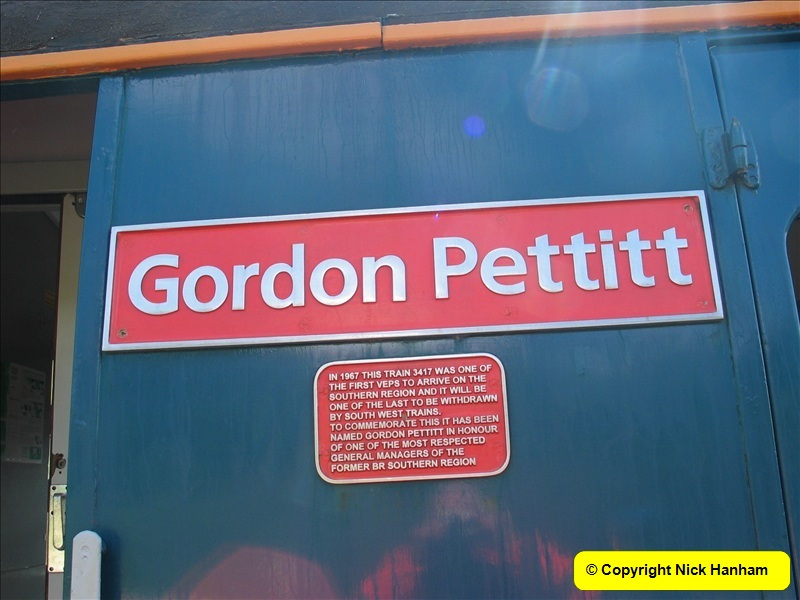 Gordon Pettitt
IN 1967 THIS TRAIN 3417 WAS ONE OF
THE FIRST VEPS TO ARRIVE ON THE
SOUTHERN REGION AND IT WILL BE
ONE OF THE LAST TO BE WITHDRAWN
BY SOUTH WEST TRAINS.
TO COMMEMORATE THIS IT HAS BEEN
NAMED GORDON PETTITT IN HONOUR
OF ONE OF THE MOST RESPECTED
GENERAL MANAGERS OF THE
FORMER BR SOUTHERN REGION
© Copyright Nick Hanham